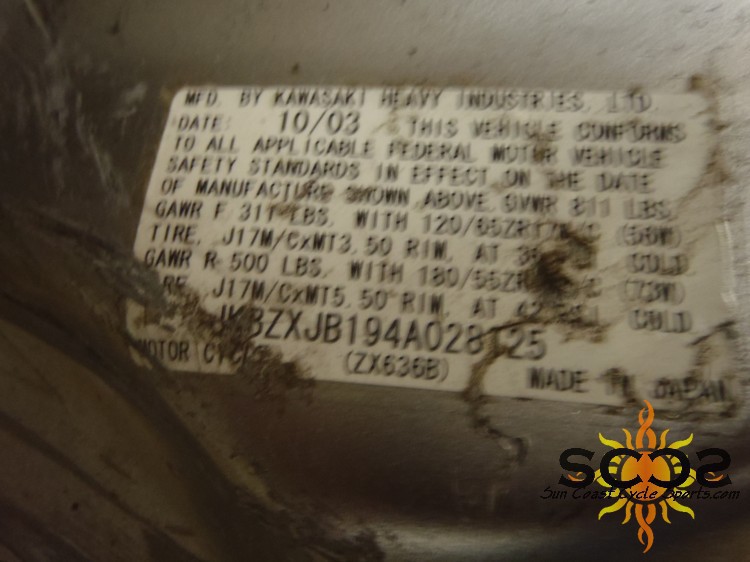 MFD. BY KAWASAKI HEAVY INDUSTRIES, LTD.
DATE: 10/03 THIS VEHICLE CONFORMS
TO ALL APPLICABLE FEDERAL MOTOR VEHICLE
SAFETY STANDARDS IN EFFECT ON THE DATE
OF MANUFACTURE SHOWN ABOVE. GVWR 811 LBS,
GAWR F 311 LBS. WITH 120/65ZR17 (56W)
TIRE, J17M/CxMT3.50 RIM, AT COLD
GAWR R 500 LBS. WITH 180/55ZR (73W)
J17M/CxMT5.50 RIM, AT COLD
(ZX636B)
MADE IN JAPAN
SCCS
Sun Coast Cycle Sports.com